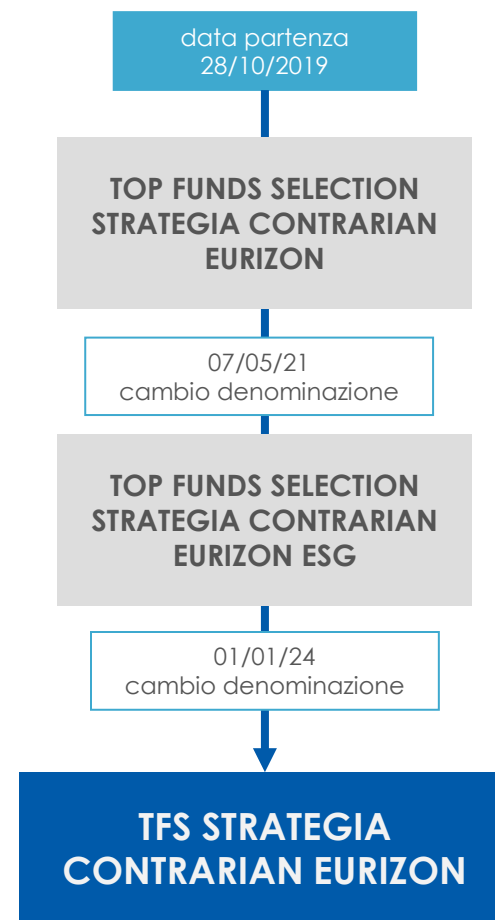 data partenza
28/10/2019
TOP FUNDS SELECTION
STRATEGIA CONTRARIAN
EURIZON
07/05/21
cambio denominazione
TOP FUNDS SELECTION
STRATEGIA CONTRARIAN
EURIZON ESG
01/01/24
cambio denominazione
TFS STRATEGIA
CONTRARIAN EURIZON